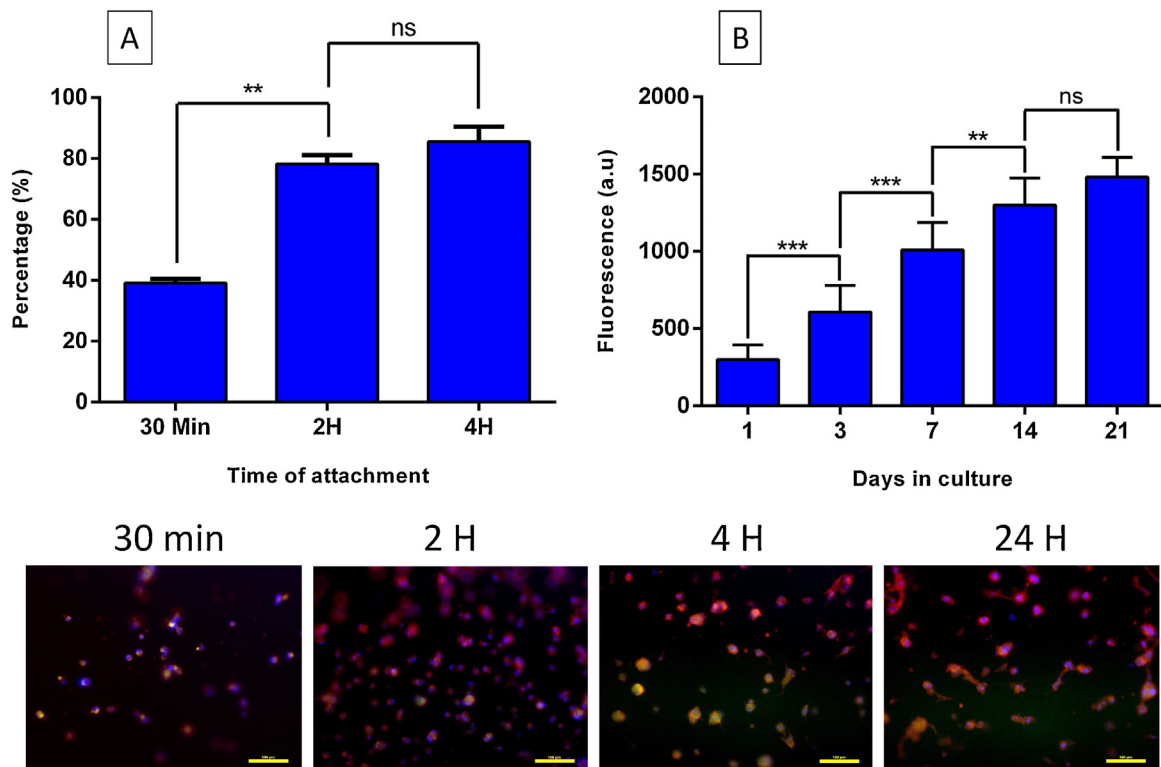 A
ns
**
100
80
60
40
20
0
Percentage (%)
30 Min 2H 4H
Time of attachment
B
ns
**
***
***
2000
1500
1000
500
0
Fluorescence (a.u)
1 3 7 14 21
Days in culture
30 min 2 H 4 H 24 H